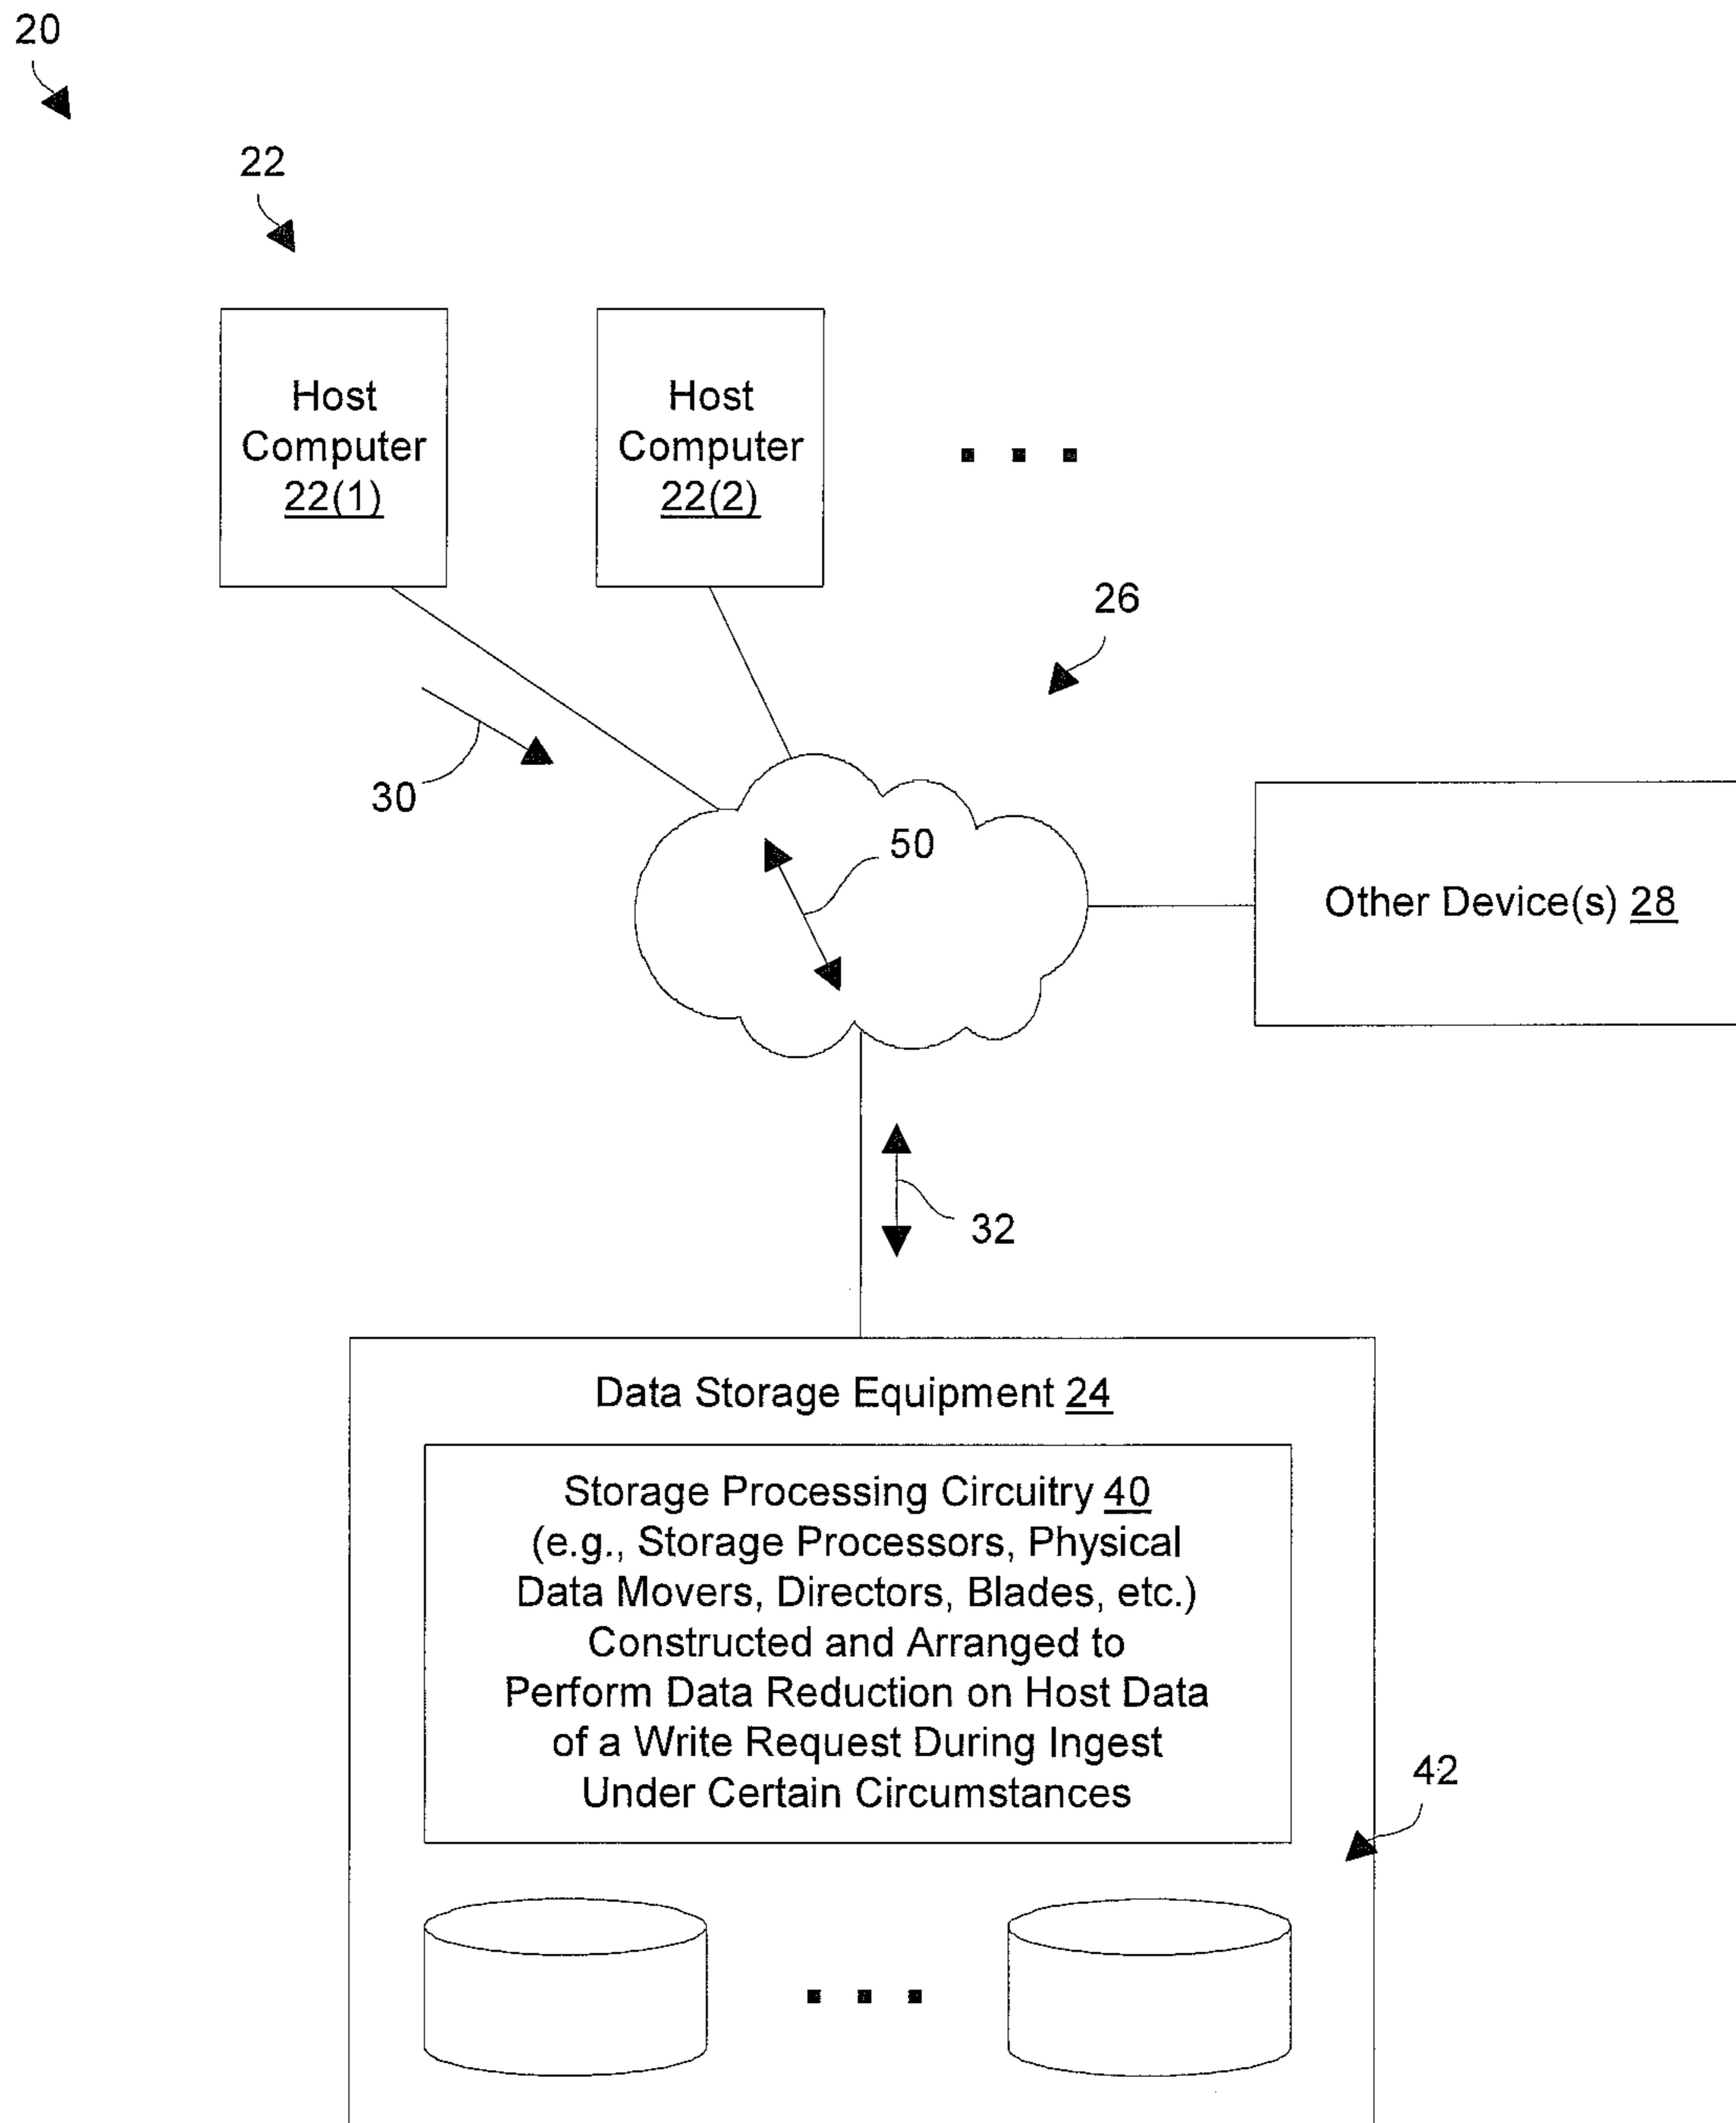 20
22
Host
Computer
22(1)
Host
Computer
22(2)
26
30
50
Other Device(s) 28
32
Data Storage Equipment 24
Storage Processing Circuitry 40
(e.g., Storage Processors, Physical
Data Movers, Directors, Blades, etc.)
Constructed and Arranged to
Perform Data Reduction on Host Data
of a Write Request During Ingest
Under Certain Circumstances
42